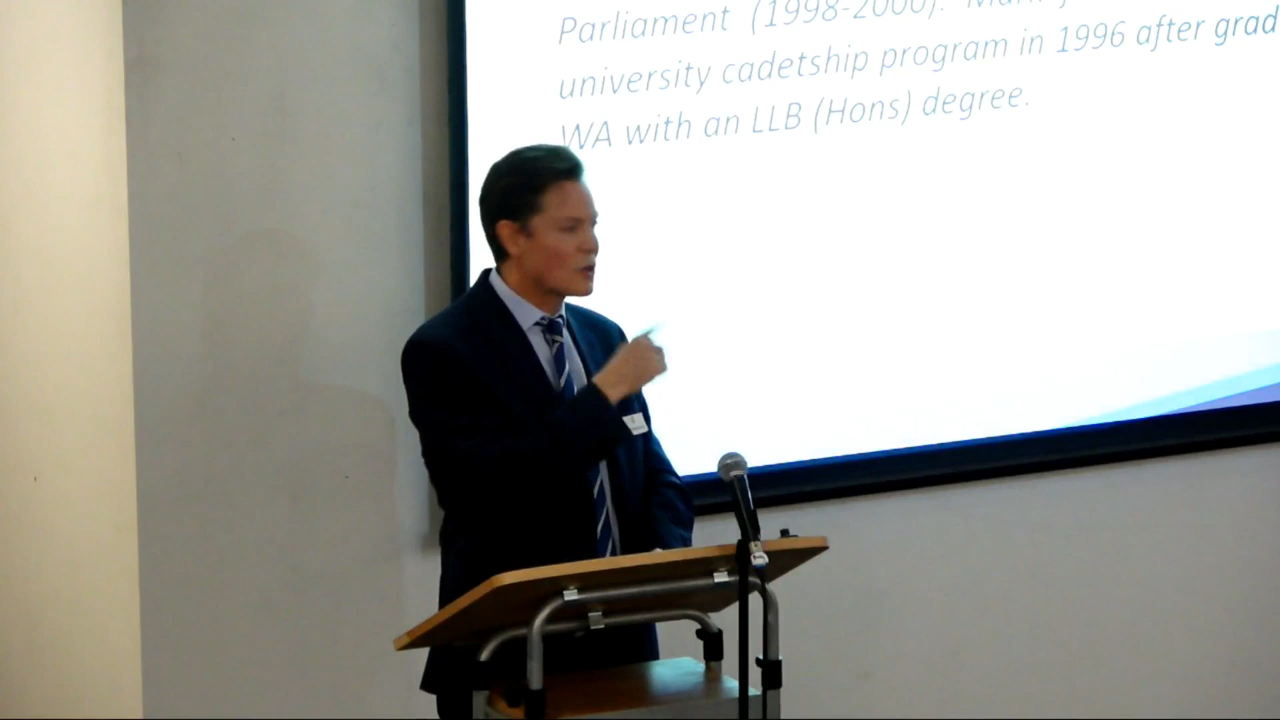 Parliament (1998-2000).
university cadetship program in 1996 after grad
WA with an LLB (Hons) degree.